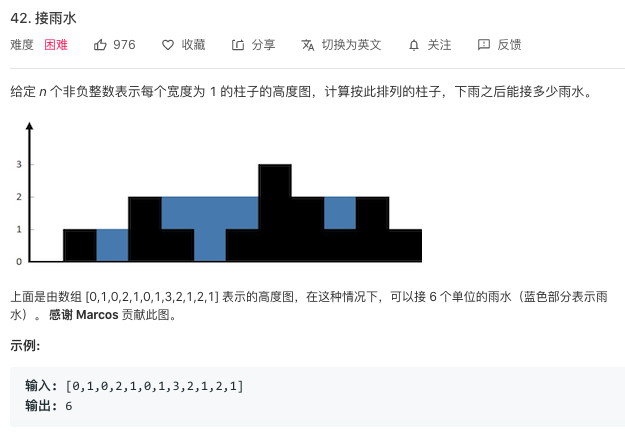 42. 接雨水
难度 困难 976 收藏 分享 切换为英文 关注 反馈
给定 n 个非负整数表示每个宽度为 1 的柱子的高度图，计算按此排列的柱子，下雨之后能接多少雨水。
3
2
1
0
上面是由数组 [0,1,0,2,1,0,1,3,2,1,2,1] 表示的高度图，在这种情况下，可以接 6 个单位的雨水（蓝色部分表示雨
水）。 感谢 Marcos 贡献此图。
示例:
输入: [0,1,0,2,1,0,1,3,2,1,2,1]
输出: 6